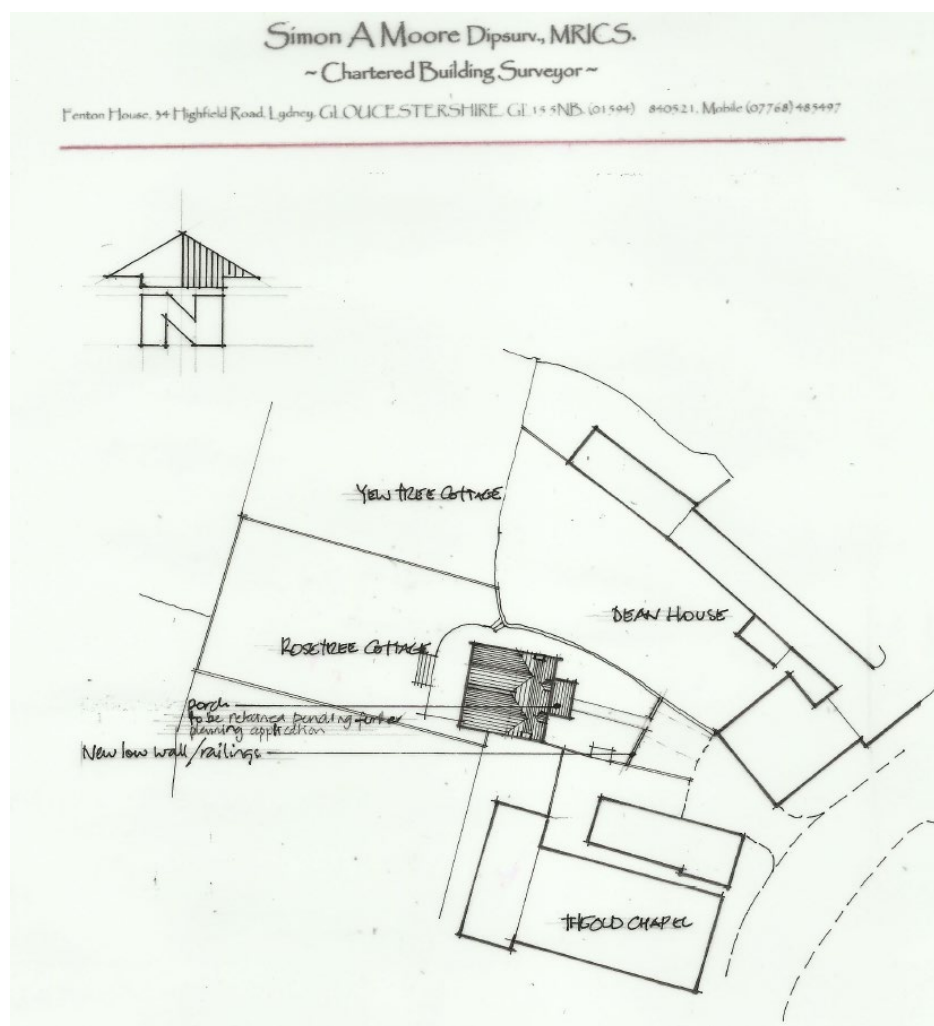 Simon A Moore Dipsurv., MRICS.
~ Chartered Building Surveyor ~
Fenton House, 34 Highfield Road, Lydney, GLOUCESTERSHIRE GL15 5NB. (01594) 840521, Mobile (07768) 485497
N
YEW TREE COTTAGE
DEAN HOUSE
ROSETREE COTTAGE
porch
to be retained pending further
planning application
New low wall/railings
THE OLD CHAPEL